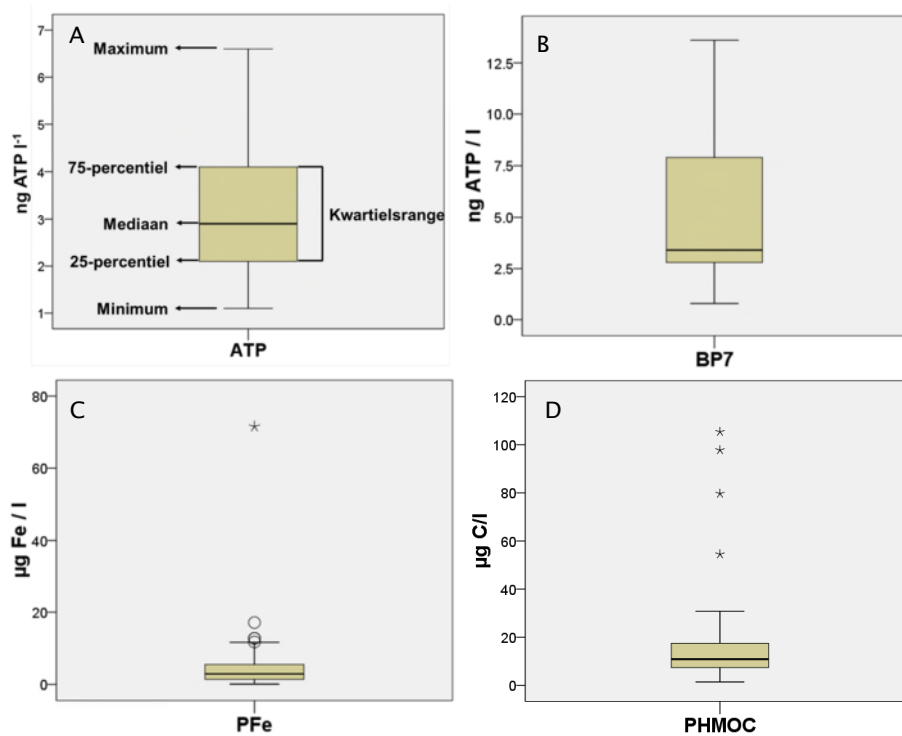 A
7
Maximum
6
5
75-percentiel
4
Kwartielsrange
3
Mediaan
25-percentiel
2
Minimum
1
ng ATP l⁻¹
ATP
B
12.5
10.0
7.5
5.0
2.5
0.0
ng ATP / l
BP7
C
80
60
40
20
0
µg Fe / l
PFe
D
120
100
80
60
40
20
0
µg C/l
PHMOC